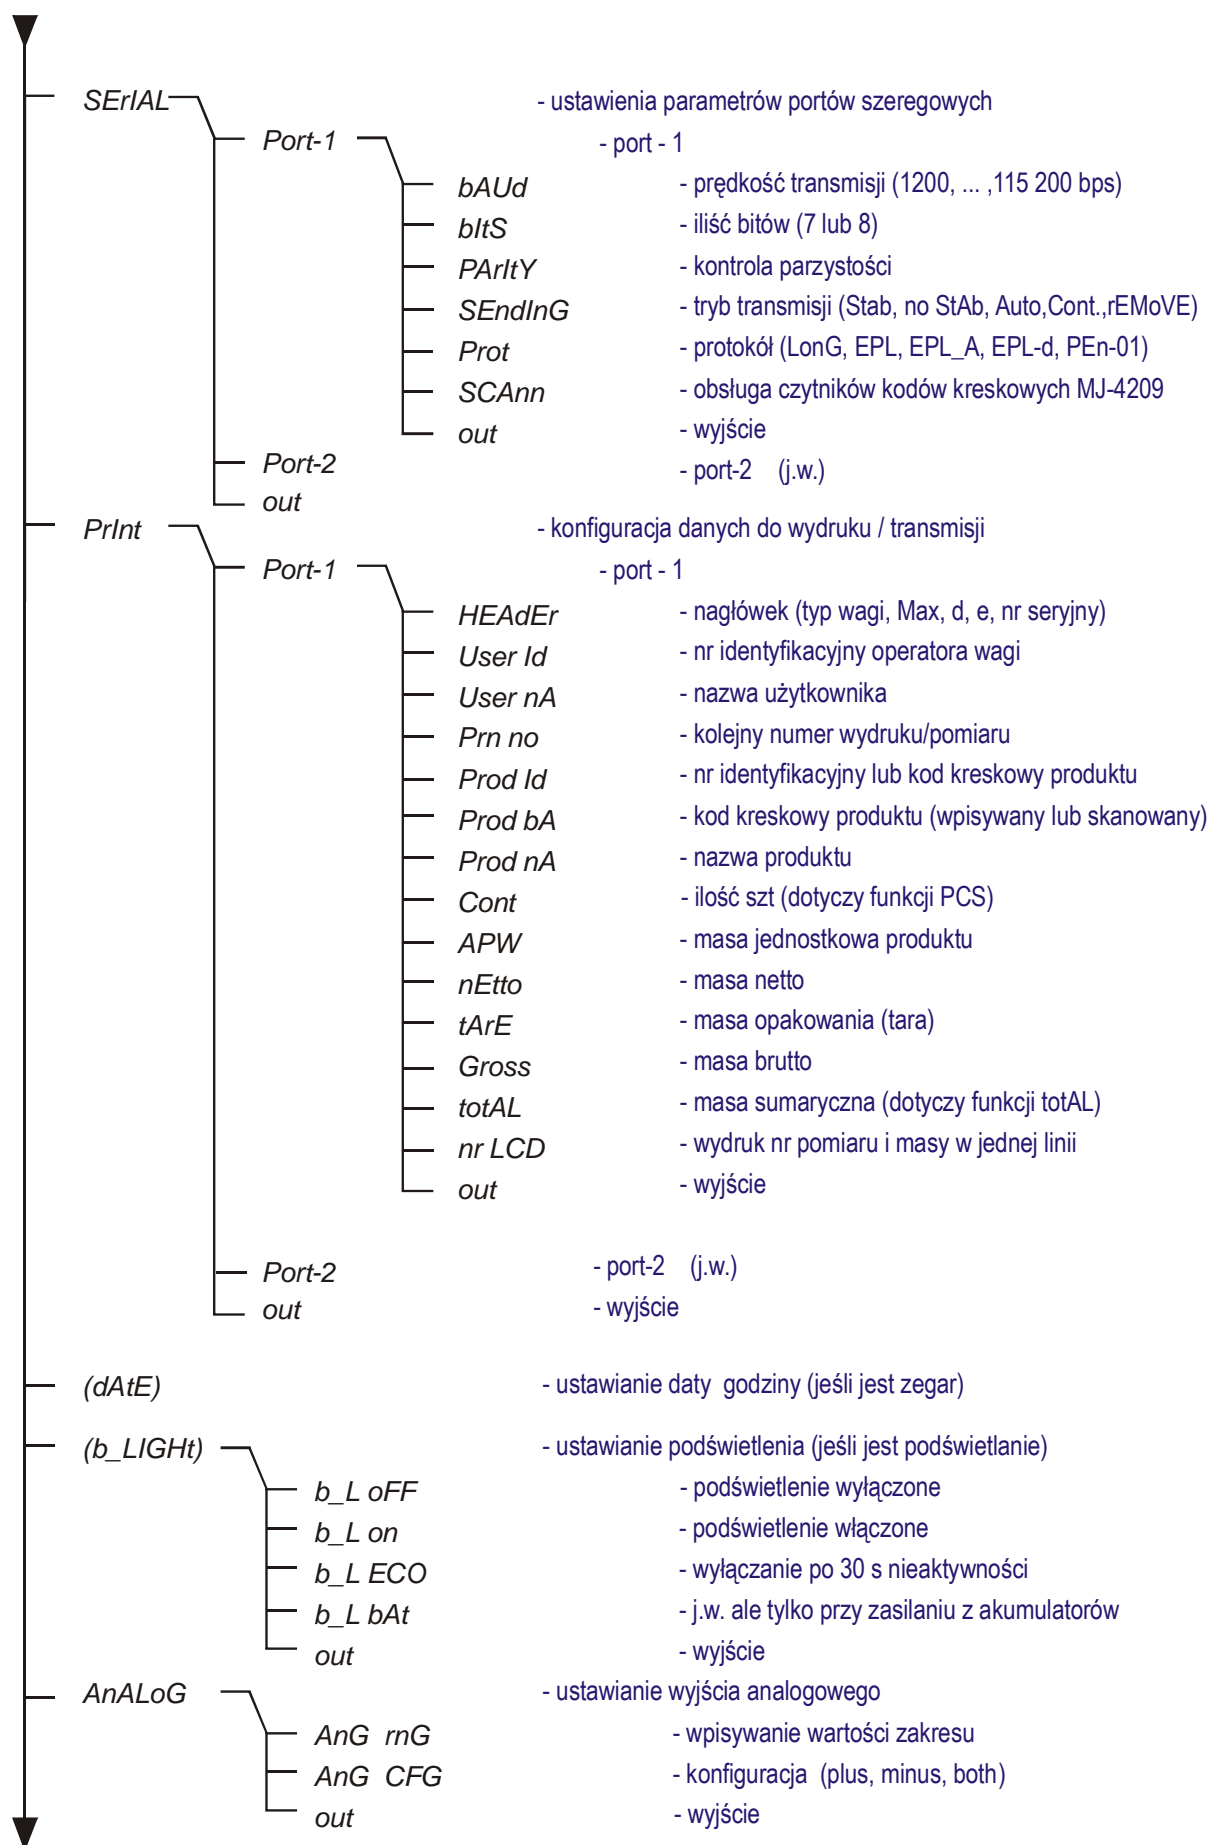 SErIAL - ustawienia parametrów portów szeregowych
Port-1 - port - 1
bAUd - prędkość transmisji (1200, ... ,115 200 bps)
bItS - iliść bitów (7 lub 8)
PArItY - kontrola parzystości
SEndInG - tryb transmisji (Stab, no StAb, Auto,Cont.,rEMoVE)
Prot - protokół (LonG, EPL, EPL_A, EPL-d, PEn-01)
SCAnn - obsługa czytników kodów kreskowych MJ-4209
out - wyjście
Port-2 - port-2 (j.w.)
out
PrInt - konfiguracja danych do wydruku / transmisji
Port-1 - port - 1
HEAdEr - nagłówek (typ wagi, Max, d, e, nr seryjny)
User Id - nr identyfikacyjny operatora wagi
User nA - nazwa użytkownika
Prn no - kolejny numer wydruku/pomiaru
Prod Id - nr identyfikacyjny lub kod kreskowy produktu
Prod bA - kod kreskowy produktu (wpisywany lub skanowany)
Prod nA - nazwa produktu
Cont - ilość szt (dotyczy funkcji PCS)
APW - masa jednostkowa produktu
nEtto - masa netto
tArE - masa opakowania (tara)
Gross - masa brutto
totAL - masa sumaryczna (dotyczy funkcji totAL)
nr LCD - wydruk nr pomiaru i masy w jednej linii
out - wyjście
Port-2 - port-2 (j.w.)
out - wyjście
(dAtE) - ustawianie daty godziny (jeśli jest zegar)
(b_LIGHt) - ustawianie podświetlenia (jeśli jest podświetlanie)
b_L oFF - podświetlenie wyłączone
b_L on - podświetlenie włączone
b_L ECO - wyłączanie po 30 s nieaktywności
b_L bAt - j.w. ale tylko przy zasilaniu z akumulatorów
out - wyjście
AnALoG - ustawianie wyjścia analogowego
AnG rnG - wpisywanie wartości zakresu
AnG CFG - konfiguracja (plus, minus, both)
out - wyjście